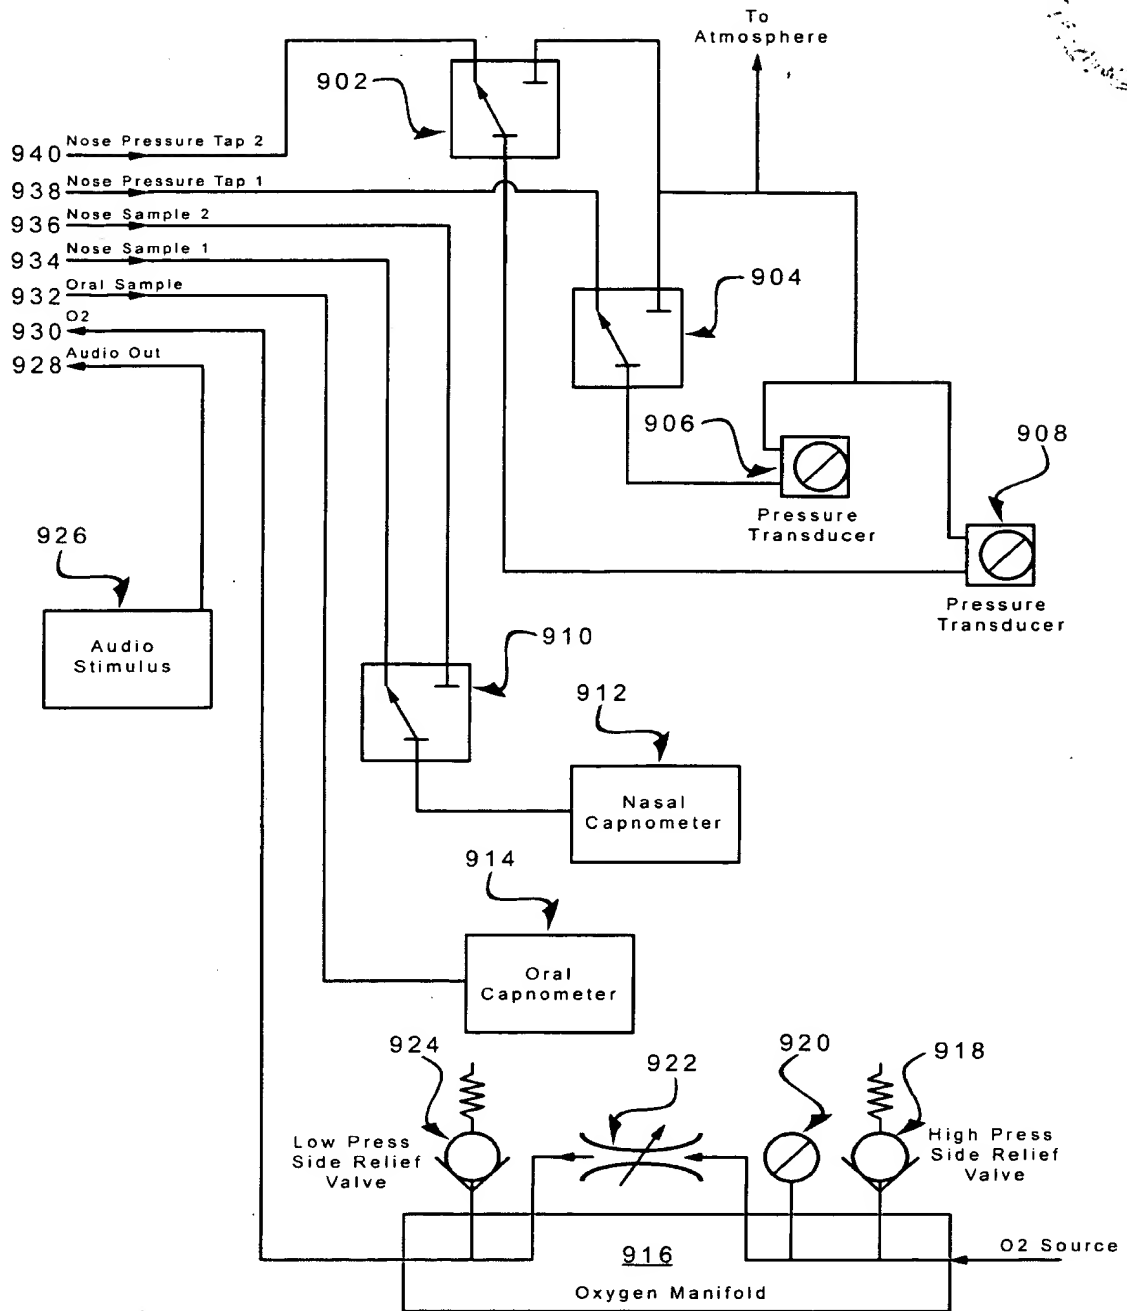 To
Atmosphere
902
940 Nose Pressure Tap 2
938 Nose Pressure Tap 1
936 Nose Sample 2
934 Nose Sample 1
932 Oral Sample
930 O2
928 Audio Out
904
906
908
Pressure
Transducer
Pressure
Transducer
926
Audio
Stimulus
910
912
Nasal
Capnometer
914
Oral
Capnometer
924
922
920
918
Low Press
Side Relief
Valve
High Press
Side Relief
Valve
916
O2 Source
Oxygen Manifold